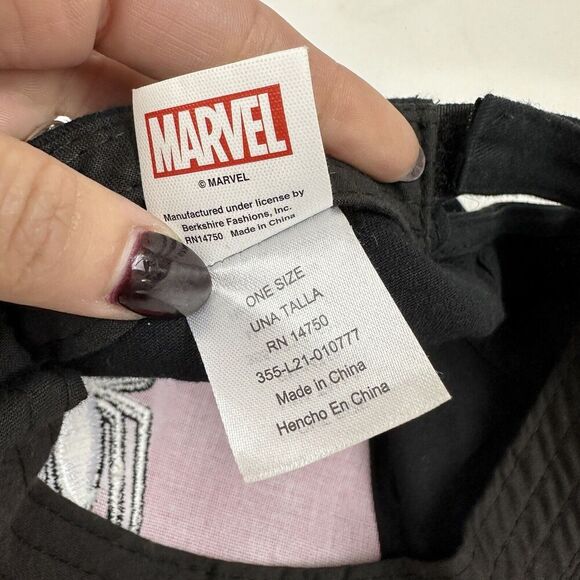 MARVEL
© MARVEL
Manufactured under license by
Berkshire Fashions, Inc.
RN14750 Made in China
ONE SIZE
UNA TALLA
RN 14750
355-L21-010777
Made in China
Hencho En China